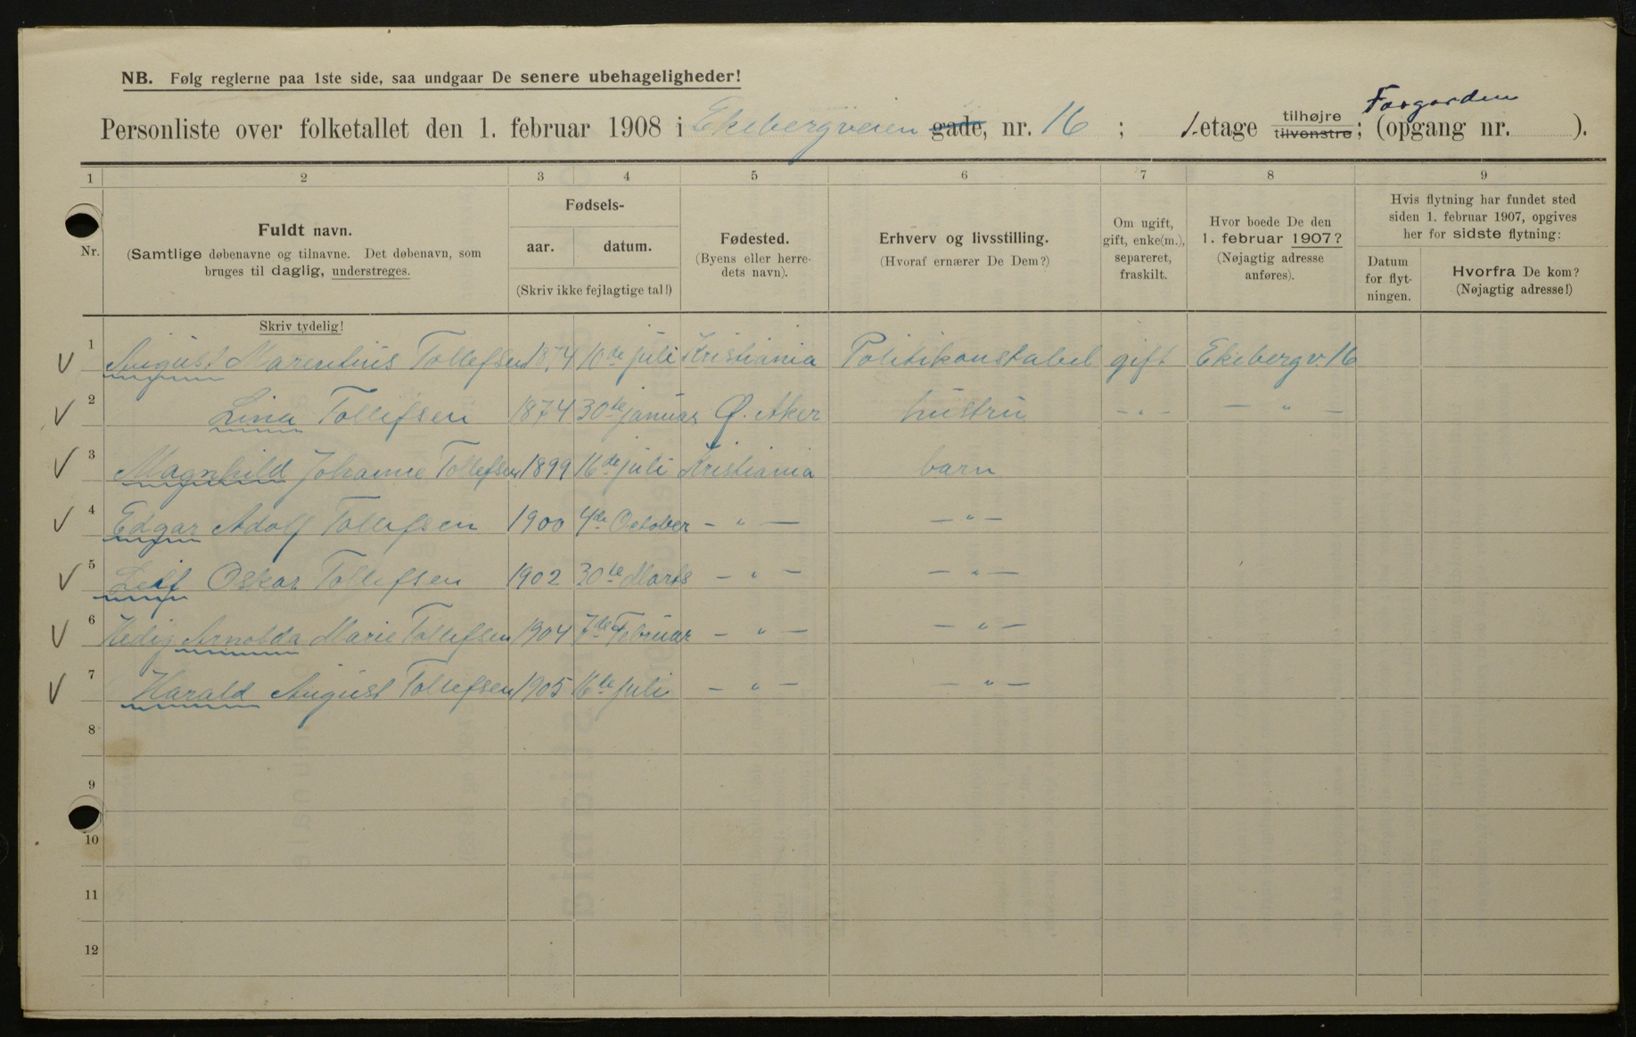 NB. Følg reglerne paa 1ste side, saa undgaar De senere ubehageligheder!
Forgaarden
Personliste over folketallet den 1. februar 1908 i Ekebergveien gade, nr. 16 ; 1. etage tilhøjre tilvenstre; (opgang nr. ).
1 2 3 4 5 6 7 8 9
Nr.
Fuldt navn.
(Samtlige døbenavne og tilnavne. Det døbenavn, som
bruges til daglig, understreges.
Fødsels-
aar. datum.
(Skriv ikke fejlagtige tal!)
Fødested.
(Byens eller herre-
dets navn).
Erhverv og livsstilling.
(Hvoraf ernærer De Dem?)
Om ugift,
gift, enke(m.),
separeret,
fraskilt.
Hvor boede De den
1. februar 1907?
(Nøjagtig adresse
anføres).
Hvis flytning har fundet sted
siden 1. februar 1907, opgives
her for sidste flytning:
Datum
for flyt-
ningen.
Hvorfra De kom?
(Nøjagtig adresse!)
Skriv tydelig!
1 August Marentius Tollefsen 1874 10de juli Kristiania Politikonstabel gift Ekebergv. 16
2 Lina Tollefsen 1874 30te januar Ø. Aker hustru - " - - " -
3 Magnhild Johanne Tollefsen 1899 16de juli Kristiania barn
4 Edgar Adolf Tollefsen 1900 4de October - " - - " -
5 Leif Oskar Tollefsen 1902 30te Marts - " - - " -
6 Hedig Arnolda Marie Tollefsen 1904 7de Februar - " - - " -
7 Harald August Tollefsen 1905 16de juli - " - - " -
8
9
10
11
12